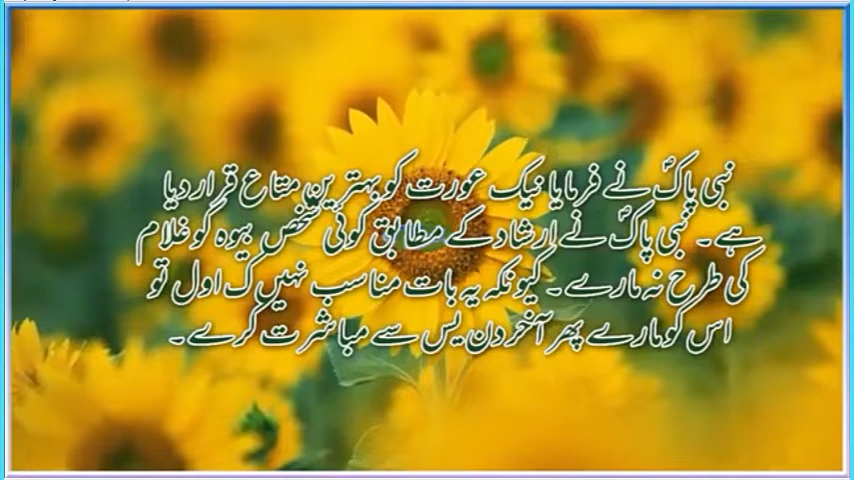 نبی پاکؐ نے فرمایا نیک عورت کو بہترین متاع قرار دیا
ہے ۔ نبی پاکؐ نے ارشاد کے مطابق کوئی شخص بیوہ کو غلام
کی طرح نہ مارے ۔ کیونکہ یہ بات مناسب نہیں ک اول تو
اس کو مارے پھر آخر دن یس سے مباشرت کرے ۔